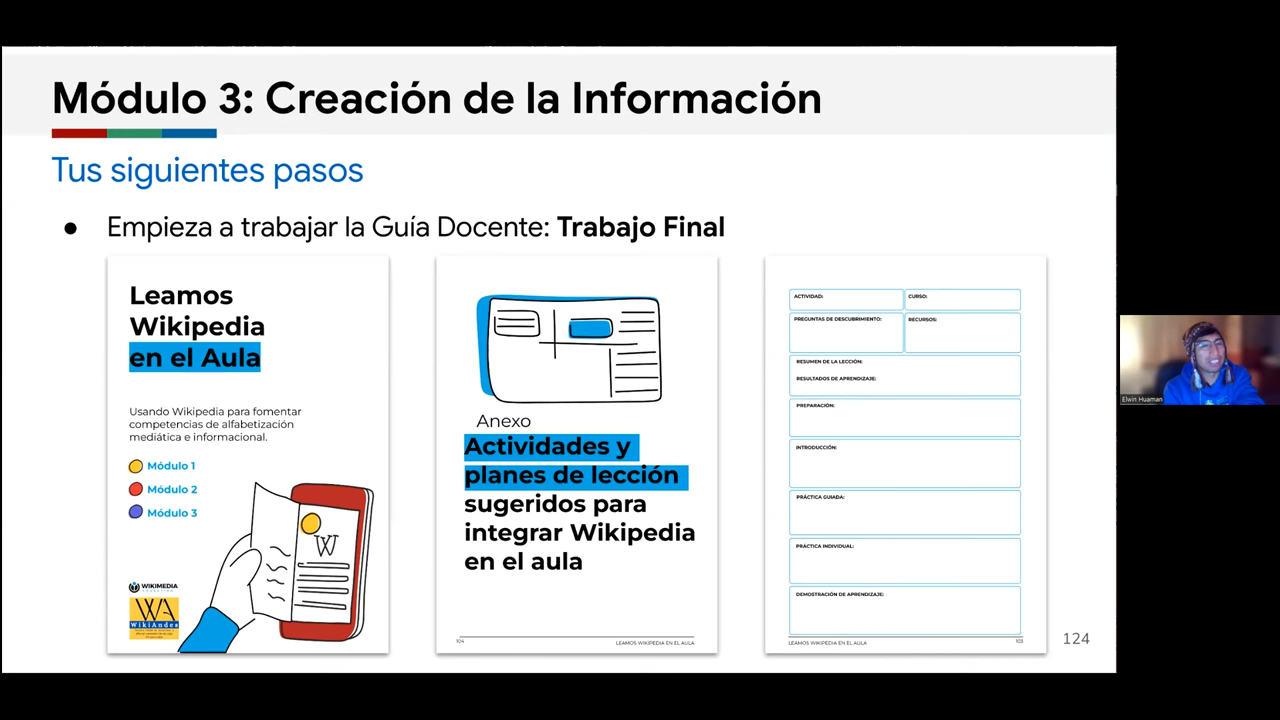 Módulo 3: Creación de la Información
Tus siguientes pasos
● Empieza a trabajar la Guía Docente: Trabajo Final
Leamos
Wikipedia
en el Aula
Usando Wikipedia para fomentar
competencias de alfabetización
mediática e informacional.
Módulo 1
Módulo 2
Módulo 3
W
WIKIMEDIA
WA
WikiAndes
Anexo
Actividades y
planes de lección
sugeridos para
integrar Wikipedia
en el aula
104
LEAMOS WIKIPEDIA EN EL AULA
ACTIVIDAD:
CURSO:
PREGUNTAS DE DESCUBRIMIENTO:
RECURSOS:
RESUMEN DE LA LECCIÓN:
RESULTADOS DE APRENDIZAJE:
PREPARACIÓN:
INTRODUCCIÓN:
PRÁCTICA GUIADA:
PRÁCTICA INDIVIDUAL:
DEMOSTRACIÓN DE APRENDIZAJE:
LEAMOS WIKIPEDIA EN EL AULA
103
124
Elwin Huaman